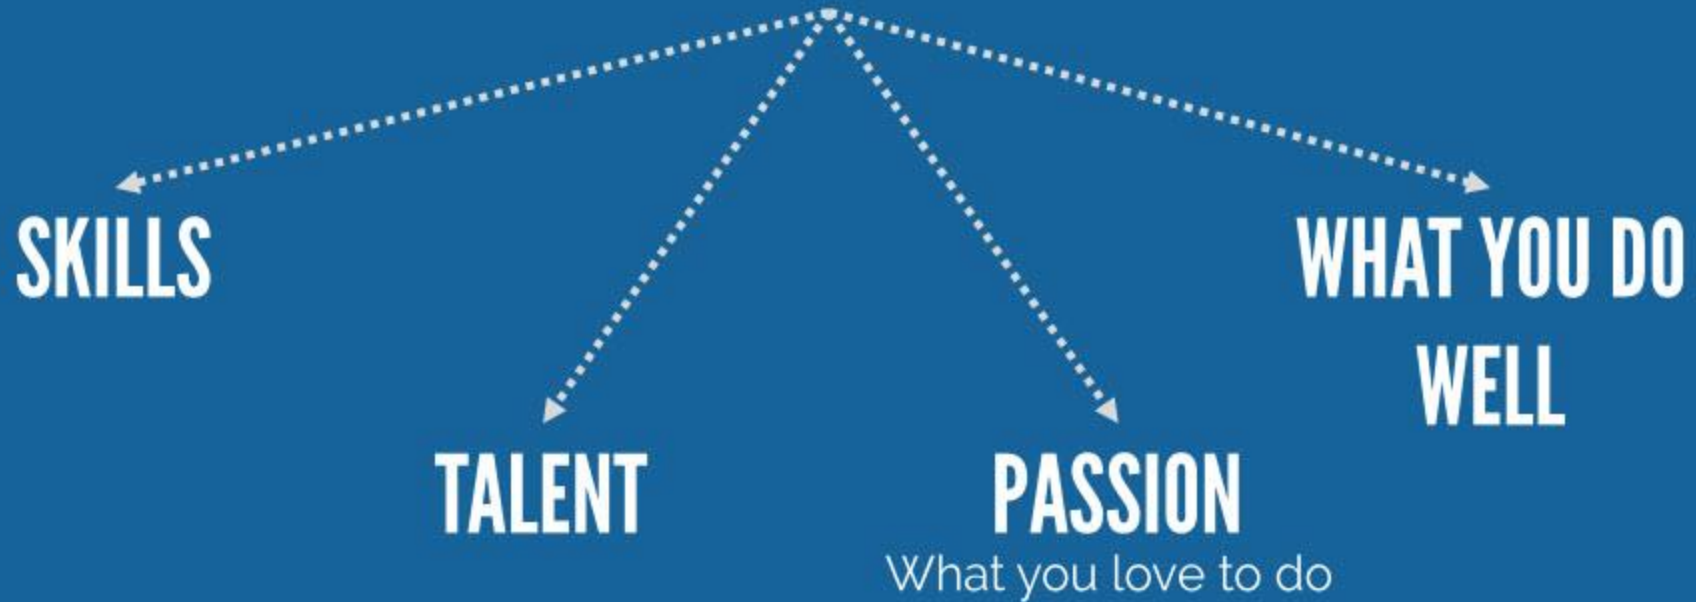 SKILLS
WHAT YOU DO
WELL
TALENT
PASSION
What you love to do